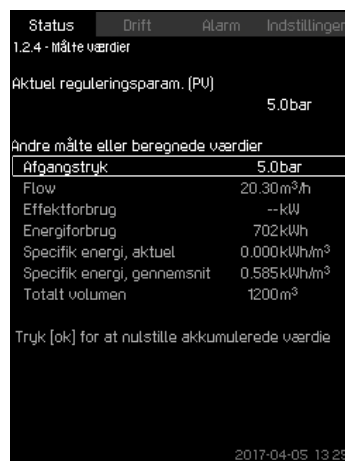 Status Drift Alarm Indstillinger
1.2.4 - Målte værdier
Aktuel reguleringsparam. (PV)
5.0bar
Andre målte eller beregnede værdier
Afgangstryk 5.0bar
Flow 20.30m³/h
Effektforbrug --kW
Energiforbrug 702kWh
Specifik energi, aktuel 0.000kWh/m³
Specifik energi, gennemsnit 0.585kWh/m³
Totalt volumen 1200m³
Tryk [ok] for at nulstille akkumulerede værdie
2017-04-05 13:29